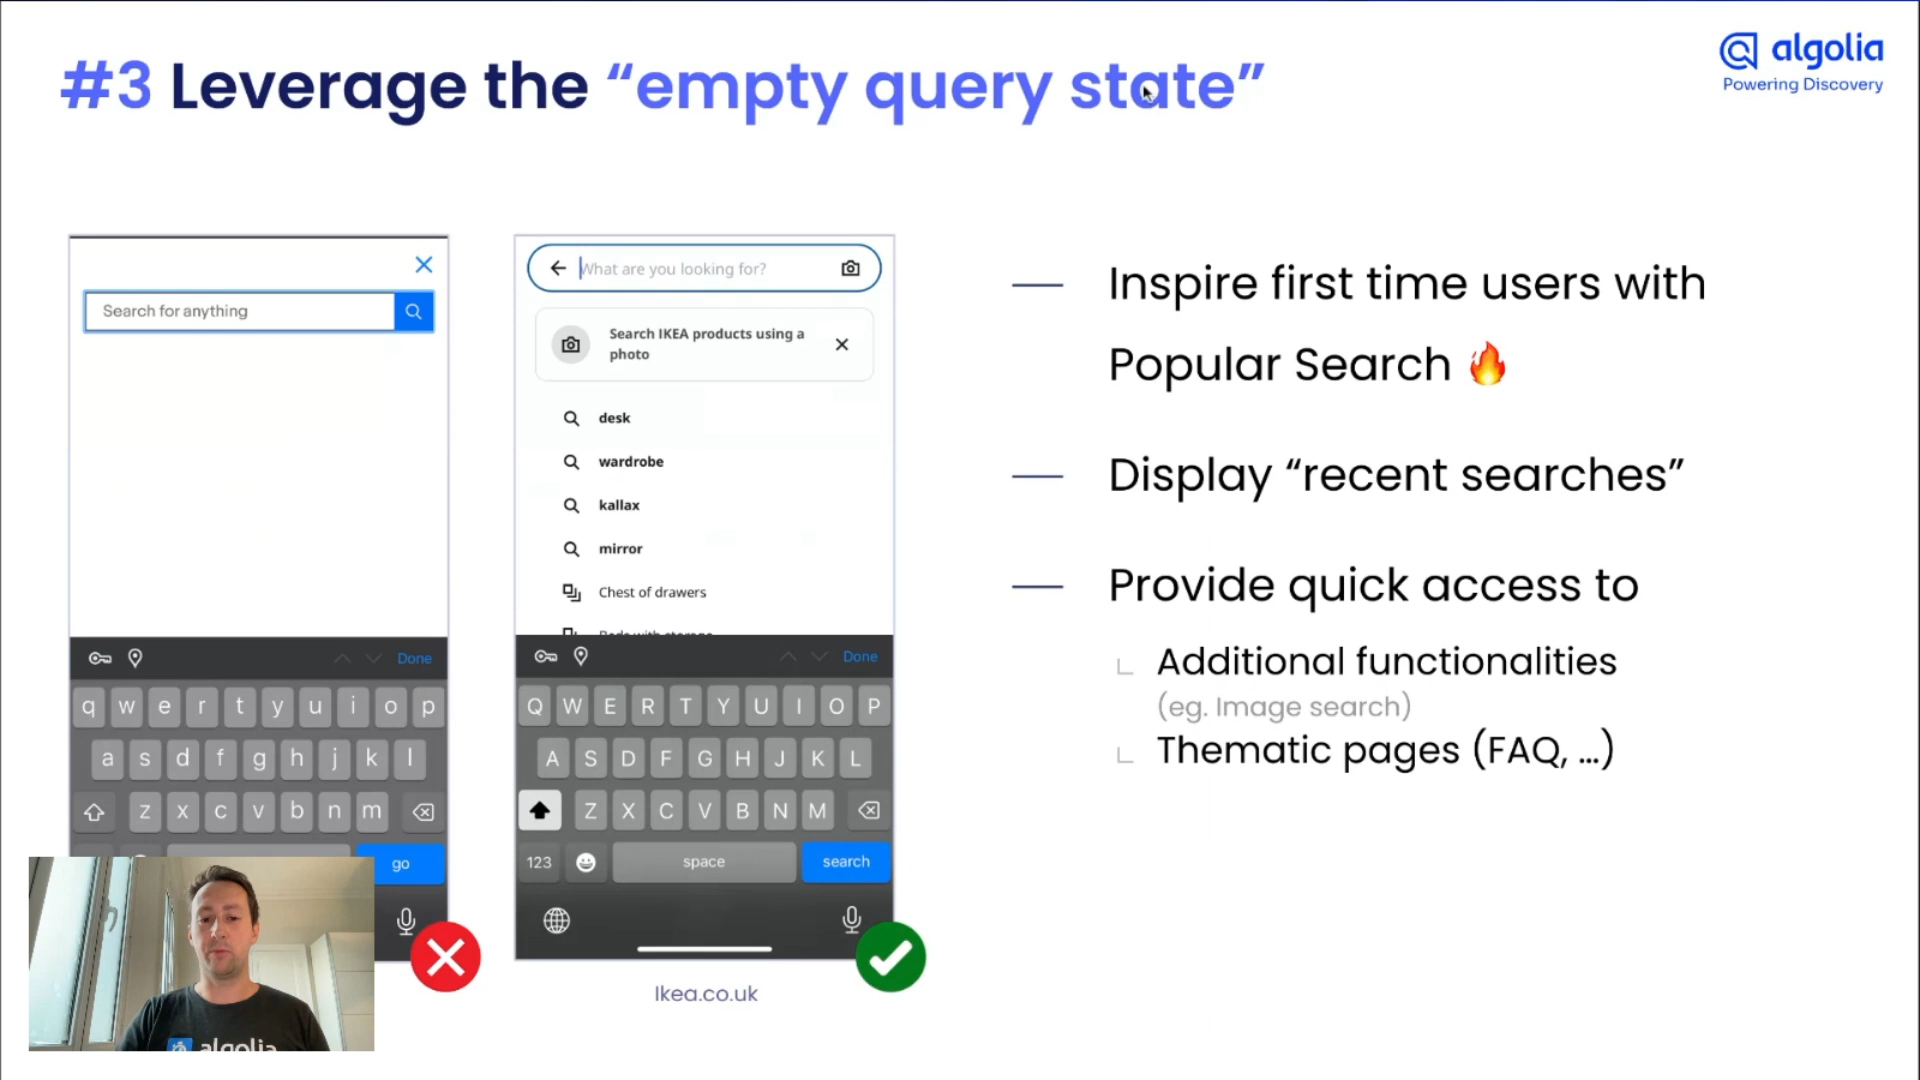 #3 Leverage the “empty query state”
algolia
Powering Discovery
Search for anything
Done
q w e r t y u i o p
a s d f g h j k l
z x c v b n m
go
What are you looking for?
Search IKEA products using a
photo
desk
wardrobe
kallax
mirror
Chest of drawers
Done
Q W E R T Y U I O P
A S D F G H J K L
Z X C V B N M
123 space search
Ikea.co.uk
— Inspire first time users with
Popular Search 🔥
— Display “recent searches”
— Provide quick access to
Additional functionalities
(eg. Image search)
Thematic pages (FAQ, ...)
algolia